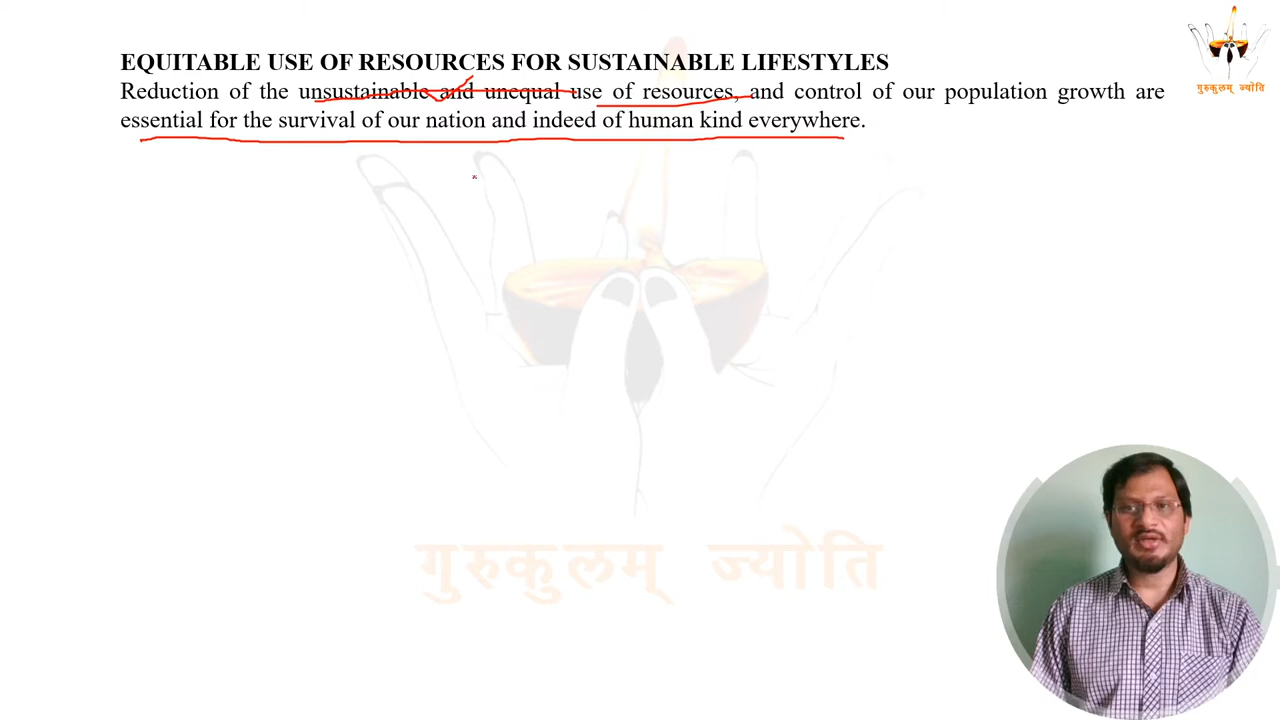 EQUITABLE USE OF RESOURCES FOR SUSTAINABLE LIFESTYLES
Reduction of the unsustainable and unequal use of resources, and control of our population growth are
essential for the survival of our nation and indeed of human kind everywhere.
गुरुकुलम् ज्योति
गुरुकुलम् ज्योति